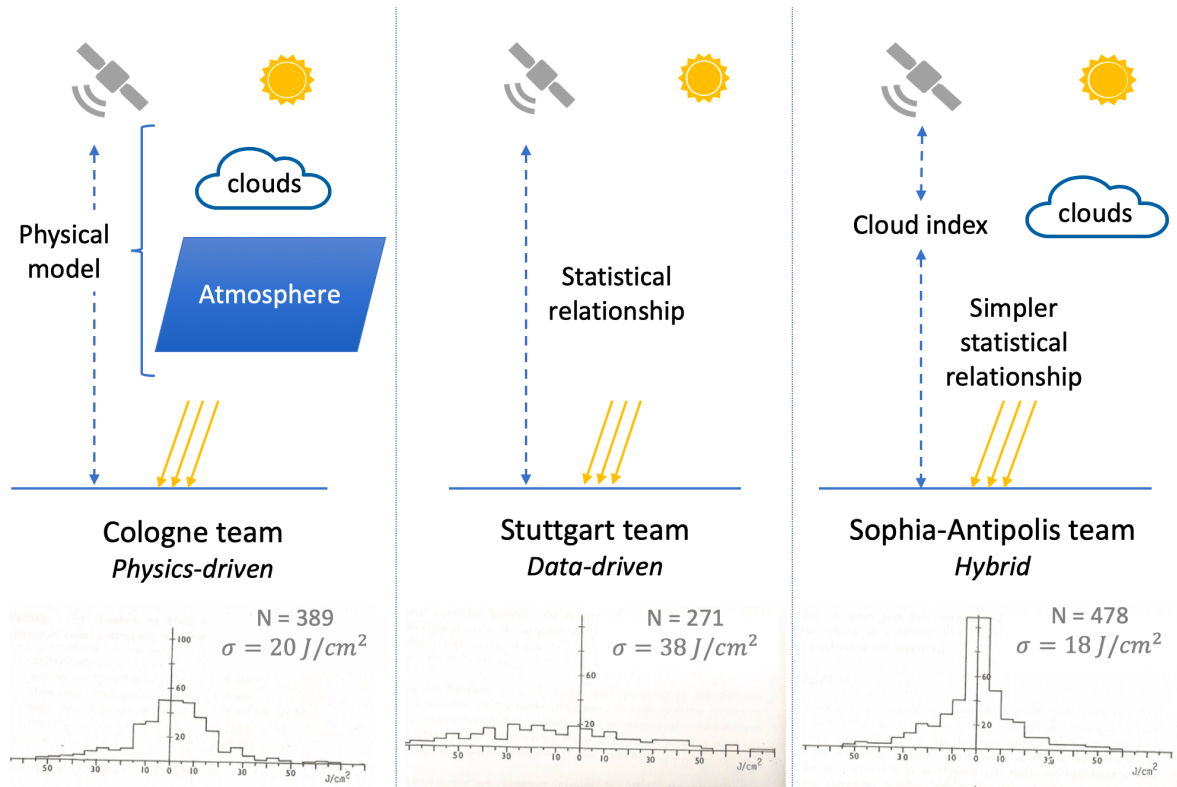 clouds
Physical
model
Atmosphere
Cologne team
Physics-driven
N = 389
σ = 20 J/cm²
100
60
20
50 30 10 0 10 30 50
J/cm²
Statistical
relationship
Stuttgart team
Data-driven
N = 271
σ = 38 J/cm²
60
20
50 30 10 0 10 30 50
J/cm²
clouds
Cloud index
Simpler
statistical
relationship
Sophia-Antipolis team
Hybrid
N = 478
σ = 18 J/cm²
60
20
50 30 10 0 10 30 50
J/cm²